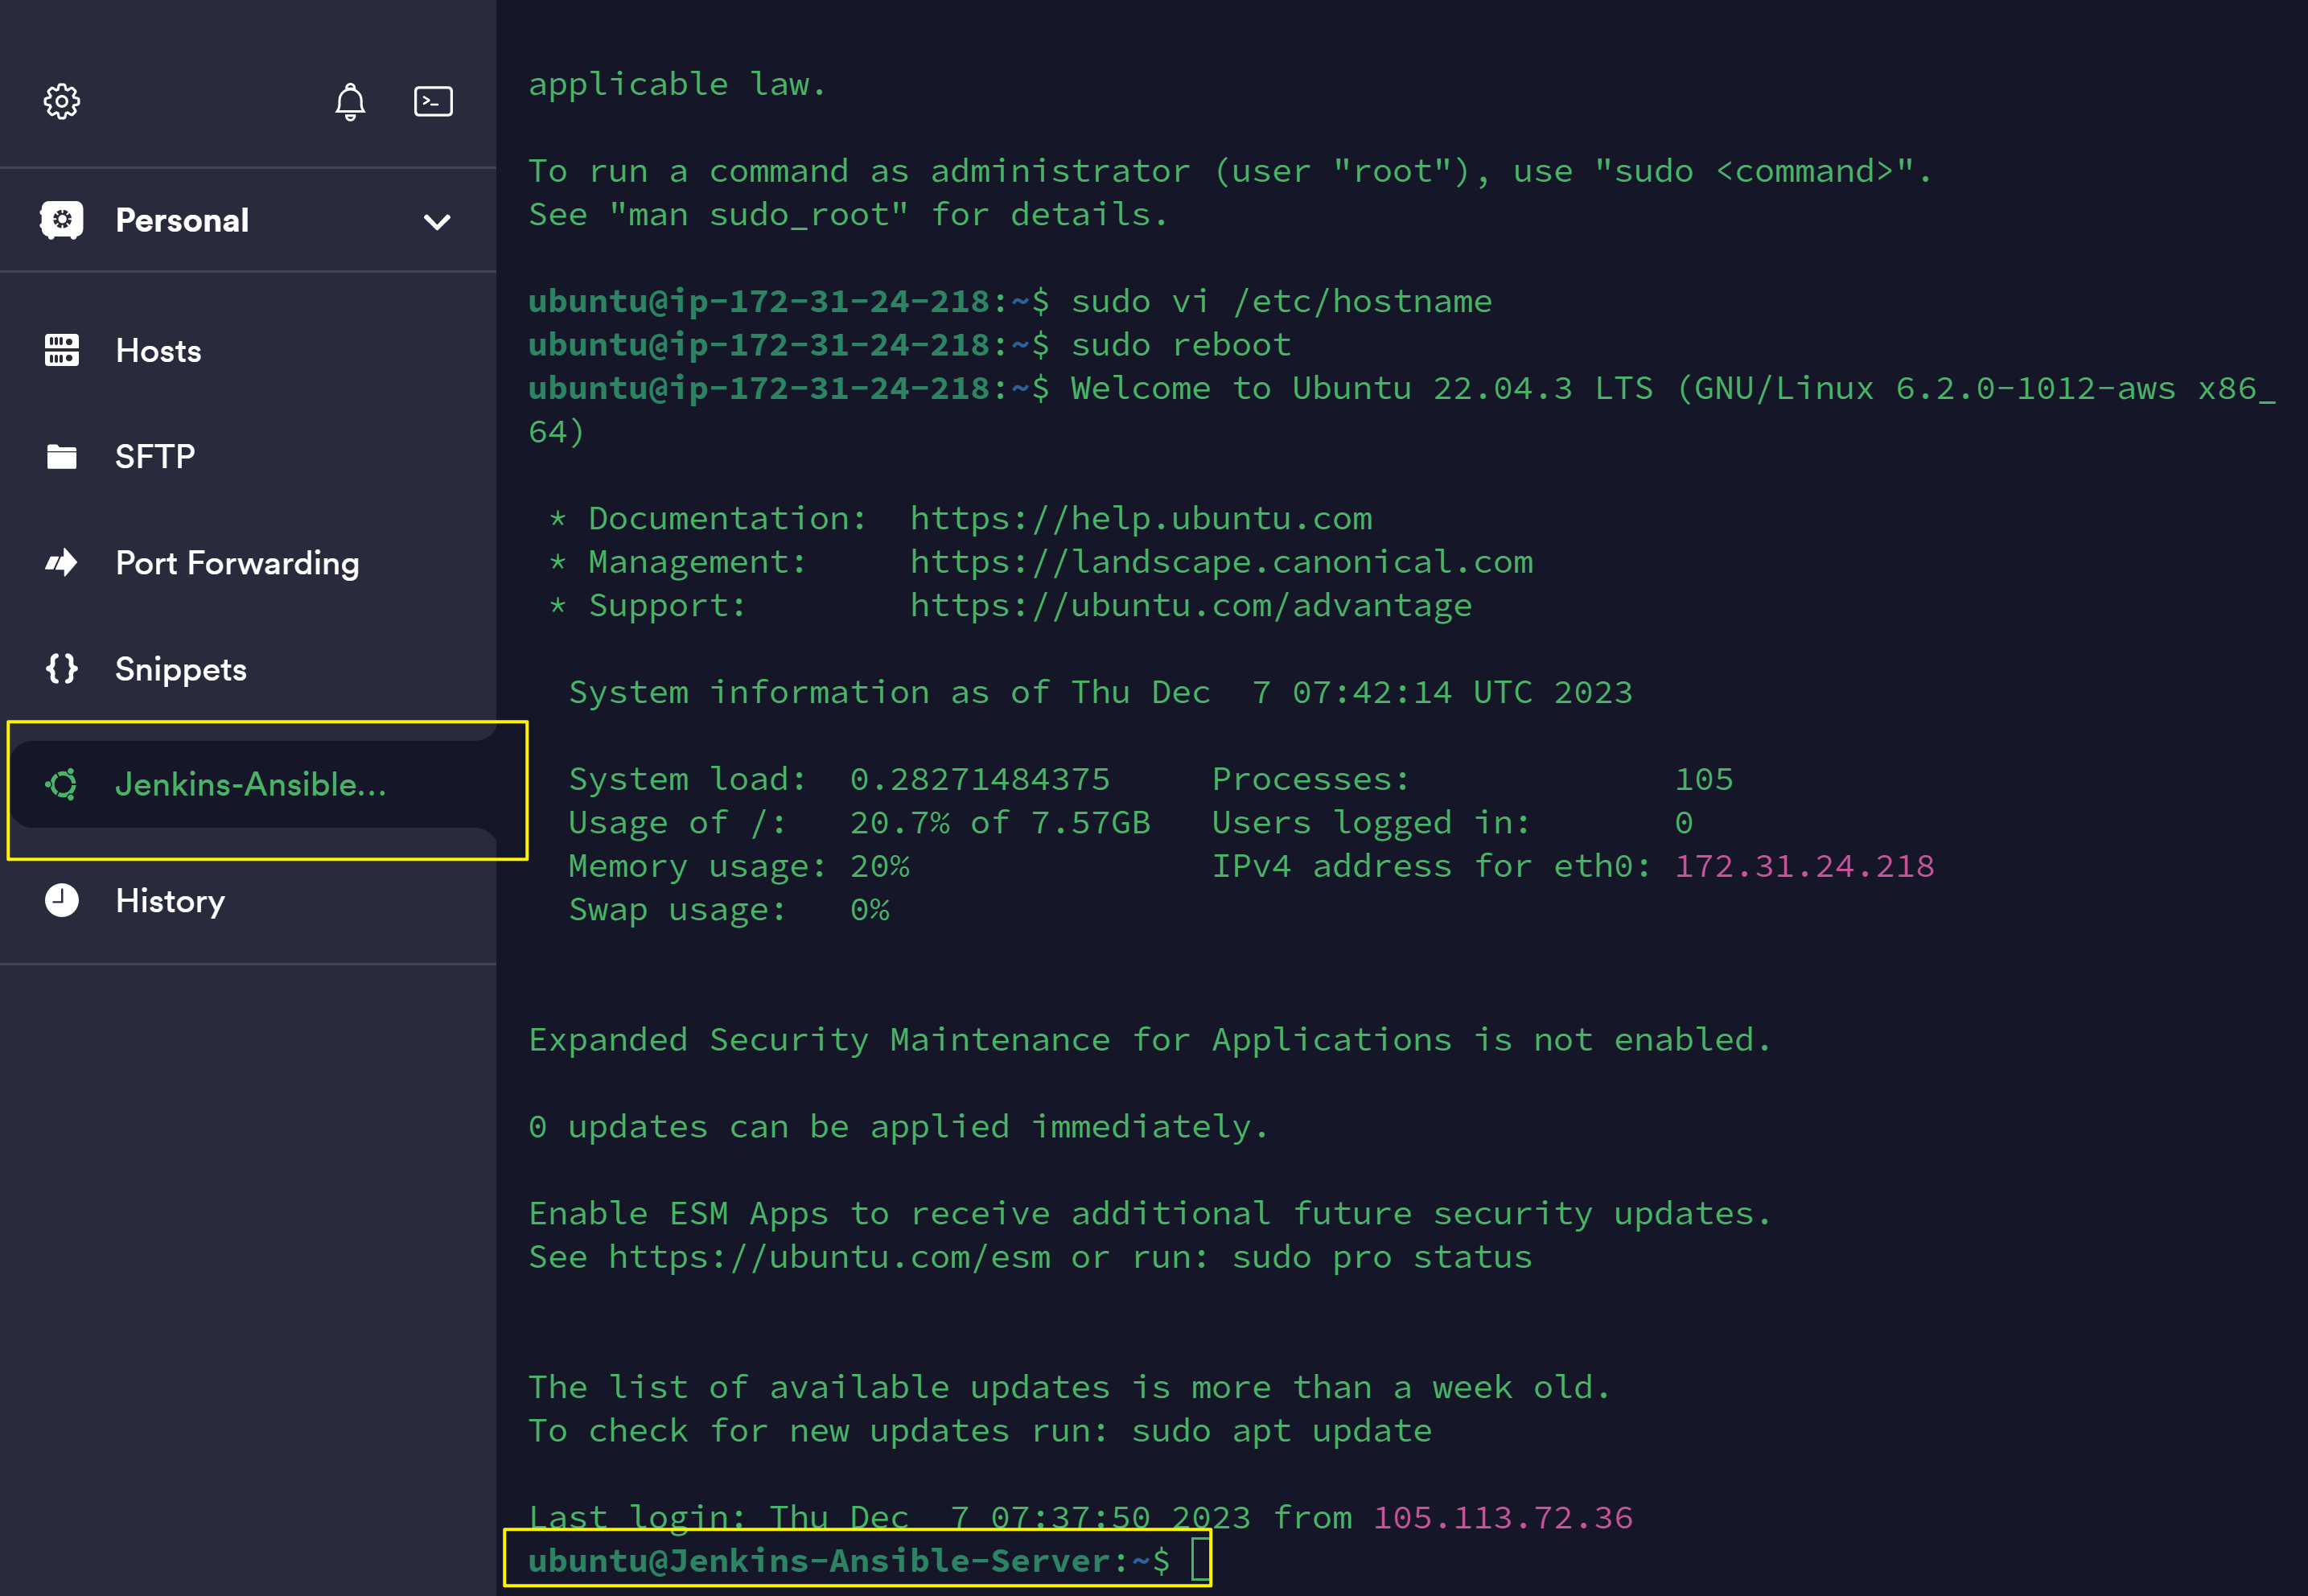 Personal
Hosts
SFTP
Port Forwarding
Snippets
Jenkins-Ansible...
History
applicable law.
To run a command as administrator (user "root"), use "sudo <command>".
See "man sudo_root" for details.
ubuntu@ip-172-31-24-218:~$ sudo vi /etc/hostname
ubuntu@ip-172-31-24-218:~$ sudo reboot
ubuntu@ip-172-31-24-218:~$ Welcome to Ubuntu 22.04.3 LTS (GNU/Linux 6.2.0-1012-aws x86_
64)
* Documentation:  https://help.ubuntu.com
* Management:     https://landscape.canonical.com
* Support:        https://ubuntu.com/advantage
System information as of Thu Dec  7 07:42:14 UTC 2023
System load:  0.28271484375     Processes:             105
Usage of /:   20.7% of 7.57GB   Users logged in:       0
Memory usage: 20%               IPv4 address for eth0: 172.31.24.218
Swap usage:   0%
Expanded Security Maintenance for Applications is not enabled.
0 updates can be applied immediately.
Enable ESM Apps to receive additional future security updates.
See https://ubuntu.com/esm or run: sudo pro status
The list of available updates is more than a week old.
To check for new updates run: sudo apt update
Last login: Thu Dec  7 07:37:50 2023 from 105.113.72.36
ubuntu@Jenkins-Ansible-Server:~$